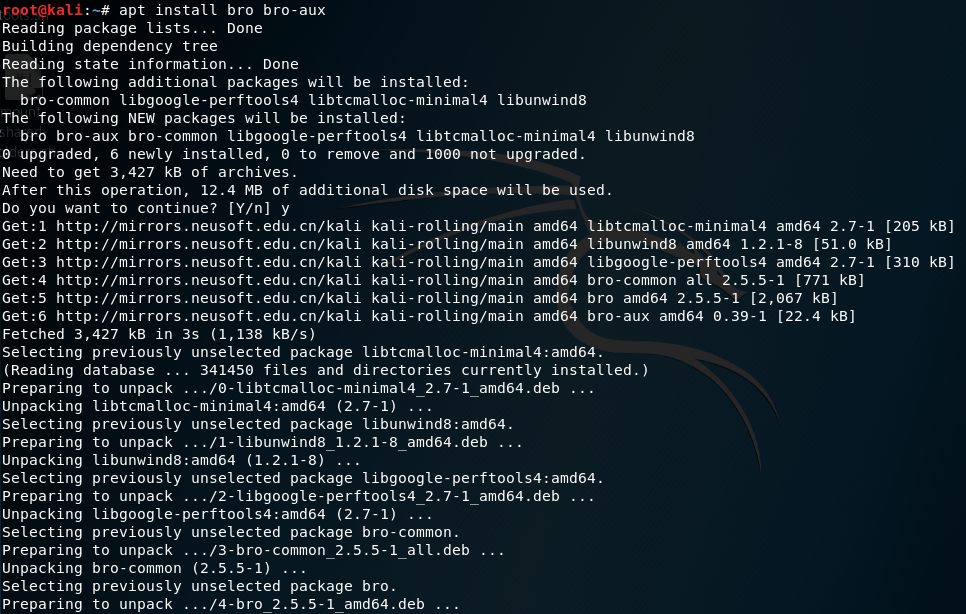 root@kali:~# apt install bro bro-aux
Reading package lists... Done
Building dependency tree
Reading state information... Done
The following additional packages will be installed:
  bro-common libgoogle-perftools4 libtcmalloc-minimal4 libunwind8
The following NEW packages will be installed:
  bro bro-aux bro-common libgoogle-perftools4 libtcmalloc-minimal4 libunwind8
0 upgraded, 6 newly installed, 0 to remove and 1000 not upgraded.
Need to get 3,427 kB of archives.
After this operation, 12.4 MB of additional disk space will be used.
Do you want to continue? [Y/n] y
Get:1 http://mirrors.neusoft.edu.cn/kali kali-rolling/main amd64 libtcmalloc-minimal4 amd64 2.7-1 [205 kB]
Get:2 http://mirrors.neusoft.edu.cn/kali kali-rolling/main amd64 libunwind8 amd64 1.2.1-8 [51.0 kB]
Get:3 http://mirrors.neusoft.edu.cn/kali kali-rolling/main amd64 libgoogle-perftools4 amd64 2.7-1 [310 kB]
Get:4 http://mirrors.neusoft.edu.cn/kali kali-rolling/main amd64 bro-common all 2.5.5-1 [771 kB]
Get:5 http://mirrors.neusoft.edu.cn/kali kali-rolling/main amd64 bro amd64 2.5.5-1 [2,067 kB]
Get:6 http://mirrors.neusoft.edu.cn/kali kali-rolling/main amd64 bro-aux amd64 0.39-1 [22.4 kB]
Fetched 3,427 kB in 3s (1,138 kB/s)
Selecting previously unselected package libtcmalloc-minimal4:amd64.
(Reading database ... 341450 files and directories currently installed.)
Preparing to unpack .../0-libtcmalloc-minimal4_2.7-1_amd64.deb ...
Unpacking libtcmalloc-minimal4:amd64 (2.7-1) ...
Selecting previously unselected package libunwind8:amd64.
Preparing to unpack .../1-libunwind8_1.2.1-8_amd64.deb ...
Unpacking libunwind8:amd64 (1.2.1-8) ...
Selecting previously unselected package libgoogle-perftools4:amd64.
Preparing to unpack .../2-libgoogle-perftools4_2.7-1_amd64.deb ...
Unpacking libgoogle-perftools4:amd64 (2.7-1) ...
Selecting previously unselected package bro-common.
Preparing to unpack .../3-bro-common_2.5.5-1_all.deb ...
Unpacking bro-common (2.5.5-1) ...
Selecting previously unselected package bro.
Preparing to unpack .../4-bro_2.5.5-1_amd64.deb ...